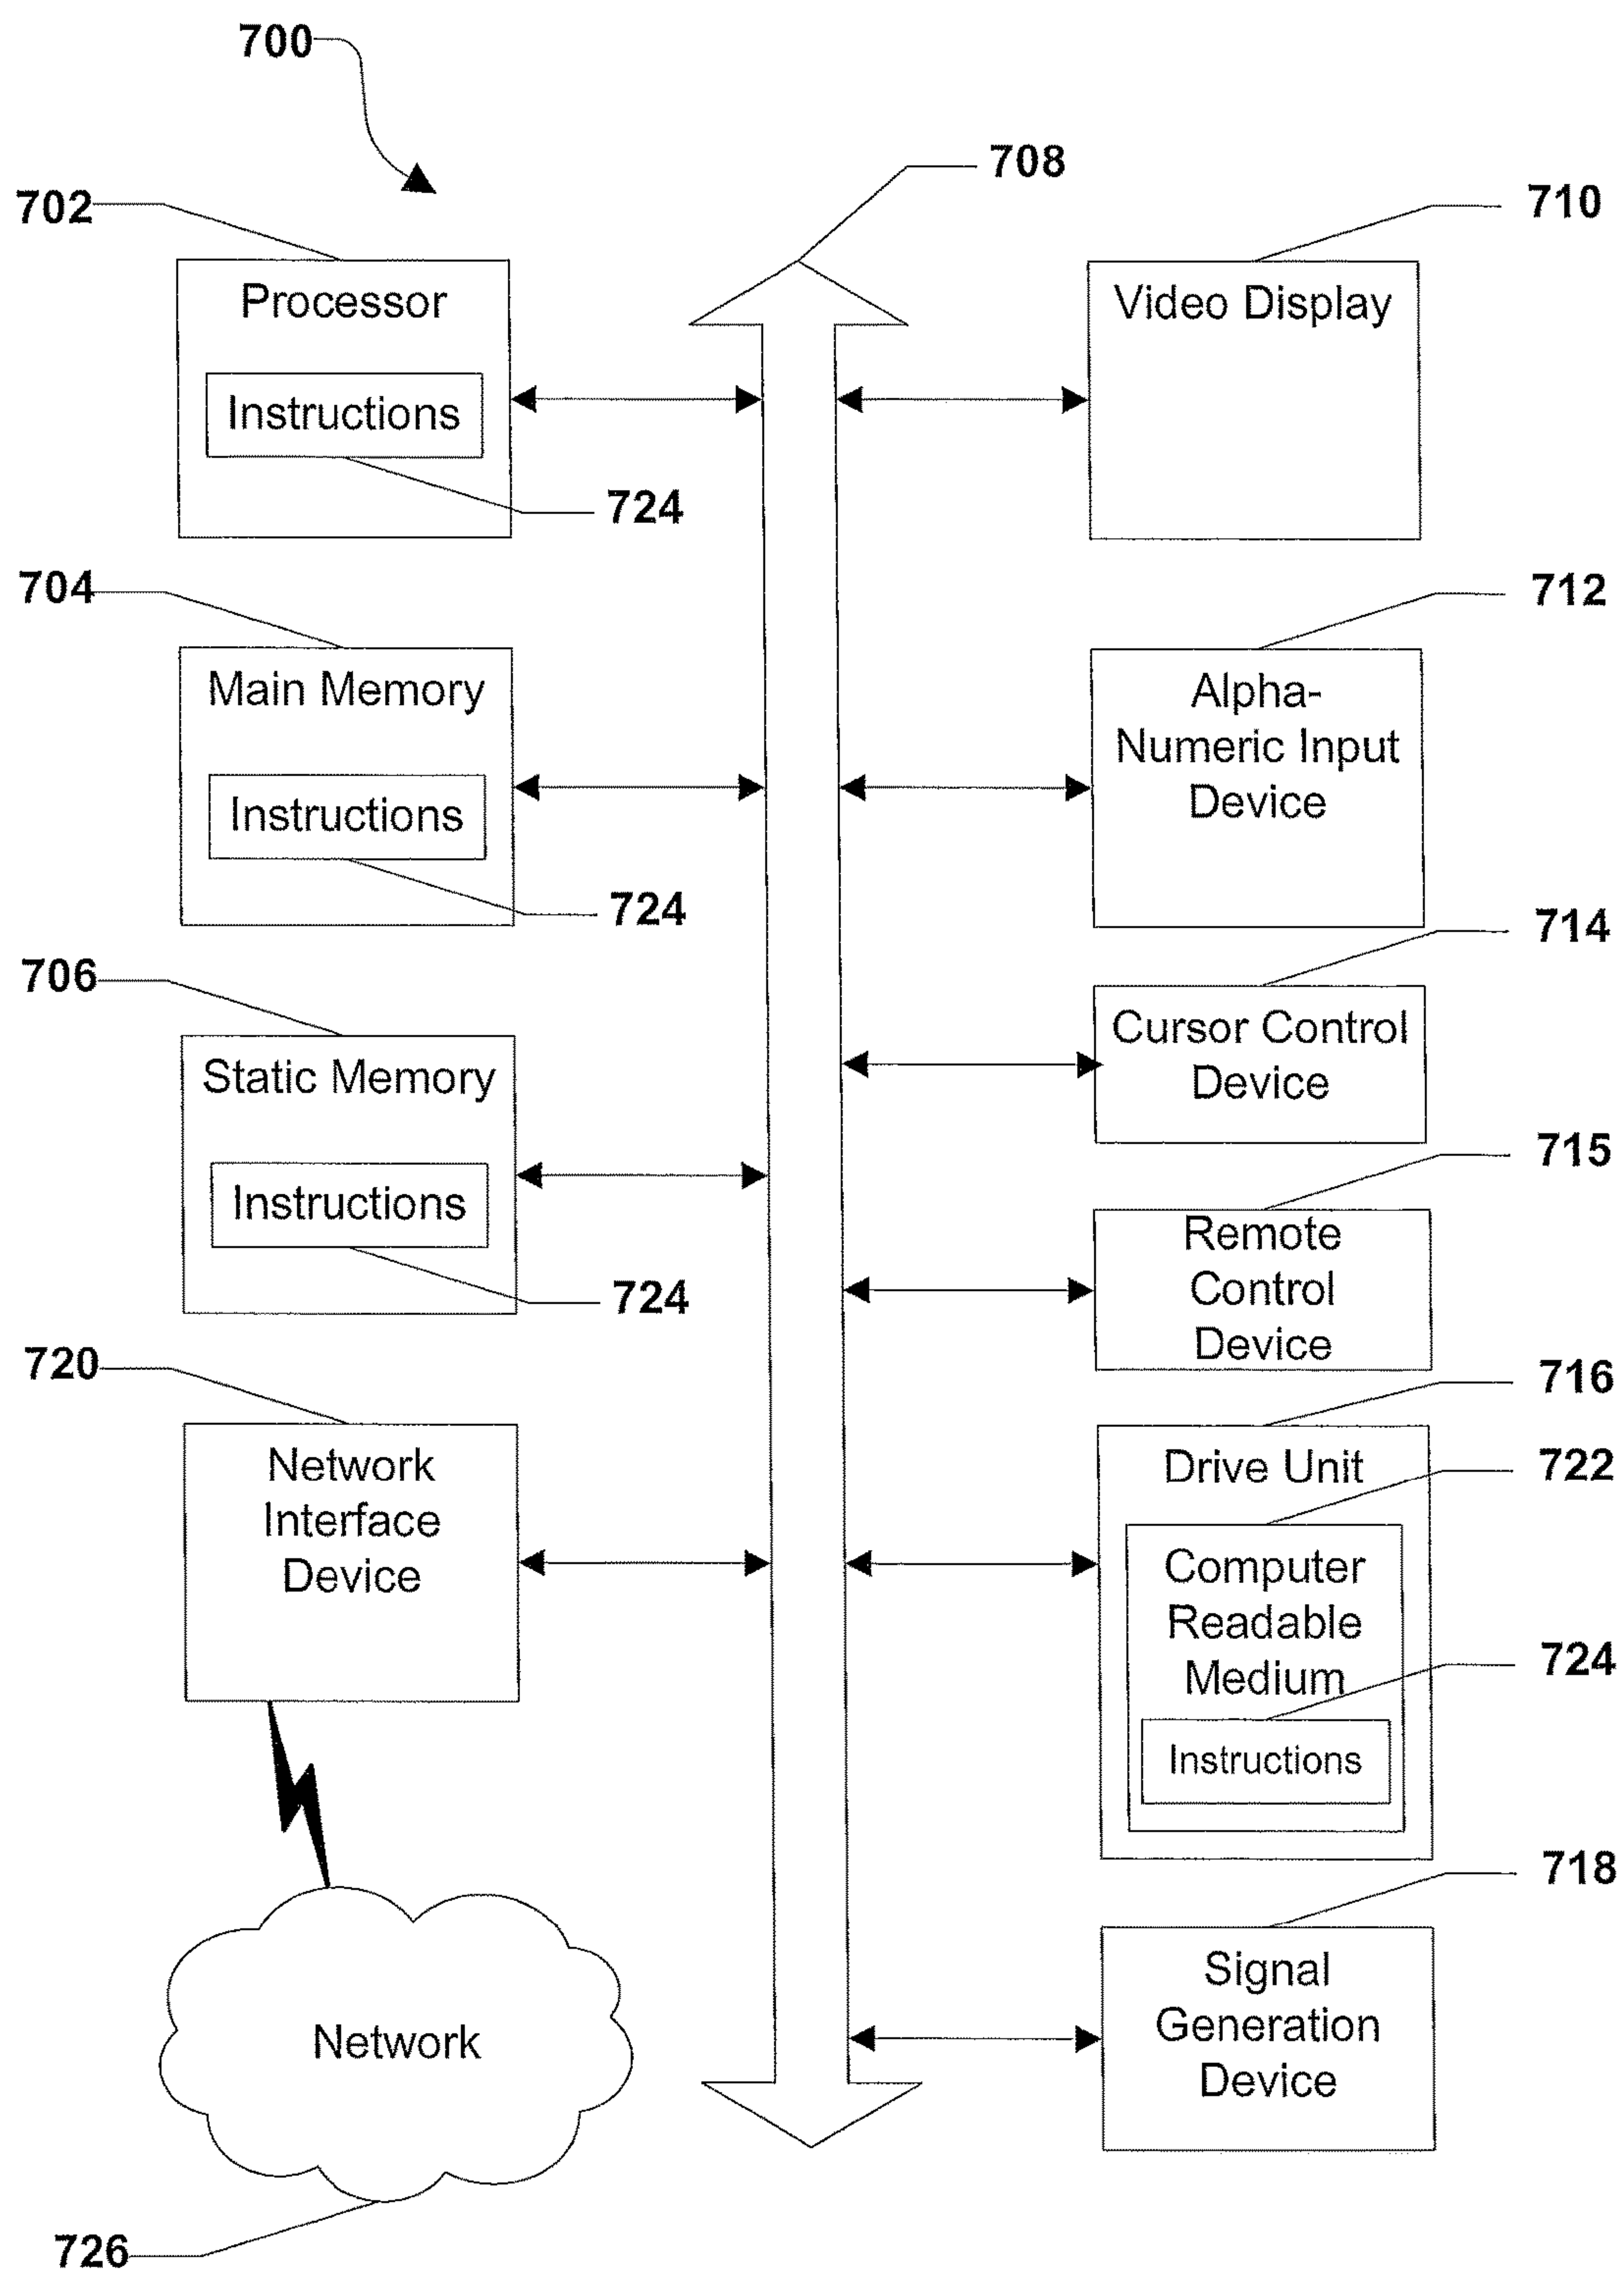 700
708
702
710
Processor
Instructions
724
Video Display
704
712
Main Memory
Instructions
724
Alpha-
Numeric Input
Device
706
714
Static Memory
Instructions
724
Cursor Control
Device
715
Remote
Control
Device
720
716
Network
Interface
Device
Drive Unit
722
Computer
Readable
Medium
724
Instructions
718
Signal
Generation
Device
Network
726